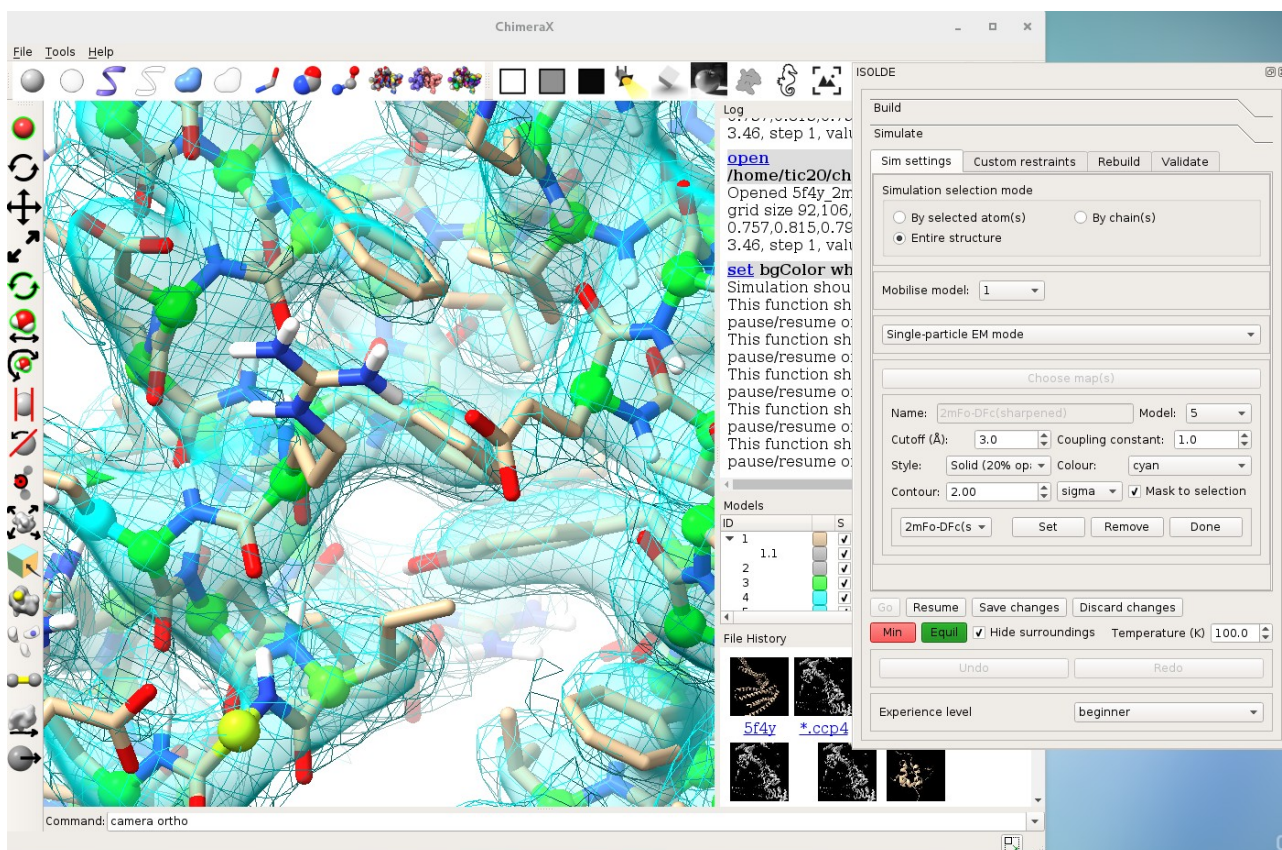 ChimeraX
File Tools Help
Log
3.46, step 1, valu
open
/home/tic20/ch
Opened 5f4y_2m
grid size 92,106,
0.757,0.815,0.79
3.46, step 1, valu
set bgColor wh
Simulation shou
This function sh
pause/resume o
This function sh
pause/resume o
This function sh
pause/resume o
This function sh
pause/resume o
This function sh
pause/resume o
Models
ID S
1
1.1
2
3
4
File History
5f4y *.ccp4
Command: camera ortho
ISOLDE
Build
Simulate
Sim settings Custom restraints Rebuild Validate
Simulation selection mode
By selected atom(s) By chain(s)
Entire structure
Mobilise model: 1
Single-particle EM mode
Choose map(s)
Name: 2mFo-DFc(sharpened) Model: 5
Cutoff (Å): 3.0 Coupling constant: 1.0
Style: Solid (20% op: Colour: cyan
Contour: 2.00 sigma Mask to selection
2mFo-DFc(s Set Remove Done
Go Resume Save changes Discard changes
Min Equil Hide surroundings Temperature (K) 100.0
Undo Redo
Experience level beginner